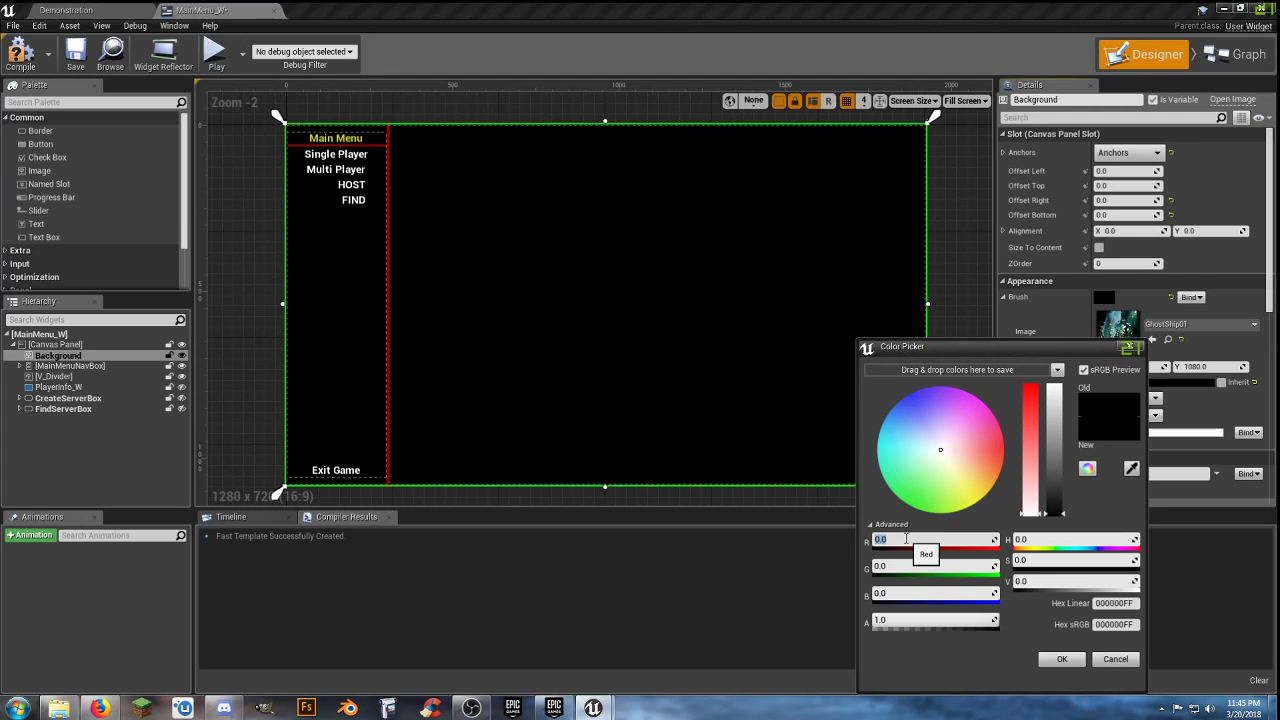 Demonstration
MainMenu_W*
File Edit Asset View Debug Window Help
Parent class: User Widget
Compile
Save
Browse
Widget Reflector
Play
No debug object selected
Debug Filter
Designer
Graph
Palette
Search Palette
Common
Border
Button
Check Box
Image
Named Slot
Progress Bar
Slider
Text
Text Box
Extra
Input
Optimization
Hierarchy
Search Widgets
[MainMenu_W]
[Canvas Panel]
Background
[MainMenuNavBox]
[V_Divider]
PlayerInfo_W
CreateServerBox
FindServerBox
0 500 1000 1500 2000
Zoom -2
None
R
4
Screen Size
Fill Screen
Main Menu
Single Player
Multi Player
HOST
FIND
Exit Game
1280 x 720 (16:9)
Details
Background
Is Variable
Open Image
Search
Slot (Canvas Panel Slot)
Anchors
Anchors
Offset Left 0.0
Offset Top 0.0
Offset Right 0.0
Offset Bottom 0.0
Alignment X 0.0 Y 0.0
Size To Content
ZOrder 0
Appearance
Brush
Bind
Image
GhostShip01
Y 1080.0
Inherit
Bind
Bind
Color Picker
Drag & drop colors here to save
sRGB Preview
Old
New
Advanced
R 0.0
G 0.0
B 0.0
A 1.0
Red
H 0.0
S 0.0
V 0.0
Hex Linear 000000FF
Hex sRGB 000000FF
OK
Cancel
Animations
+Animation
Search Animations
Timeline
Compiler Results
Fast Template Successfully Created.
Clear
11:45 PM
3/20/2018